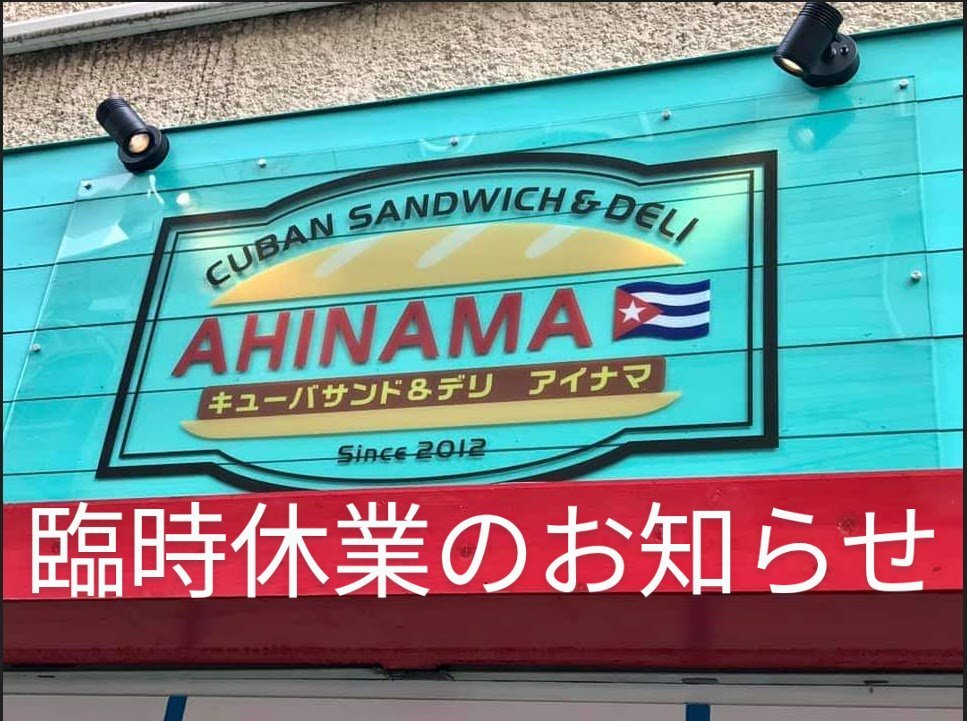 CUBAN SANDWICH & DELI
AHINAMA
キューバサンド&デリ アイナマ
Since 2012
臨時休業のお知らせ